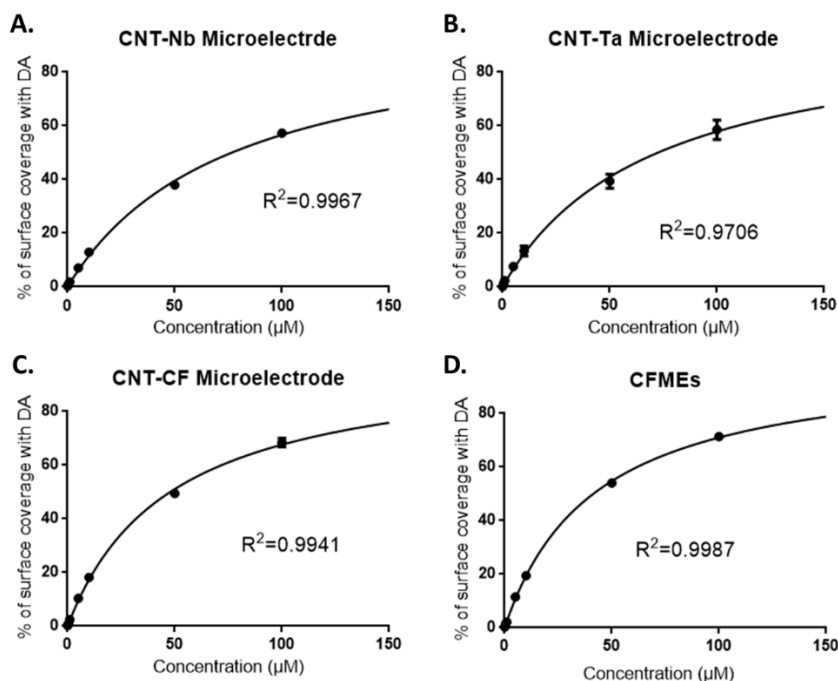 A.
CNT-Nb Microelectrde
% of surface coverage with DA
80
60
40
20
0
R²=0.9967
0 50 100 150
Concentration (µM)
B.
CNT-Ta Microelectrode
% of surface coverage with DA
80
60
40
20
0
R²=0.9706
0 50 100 150
Concentration (µM)
C.
CNT-CF Microelectrode
% of surface coverage with DA
80
60
40
20
0
R²=0.9941
0 50 100 150
Concentration (µM)
D.
CFMEs
% of surface coverage with DA
80
60
40
20
0
R²=0.9987
0 50 100 150
Concentration (µM)